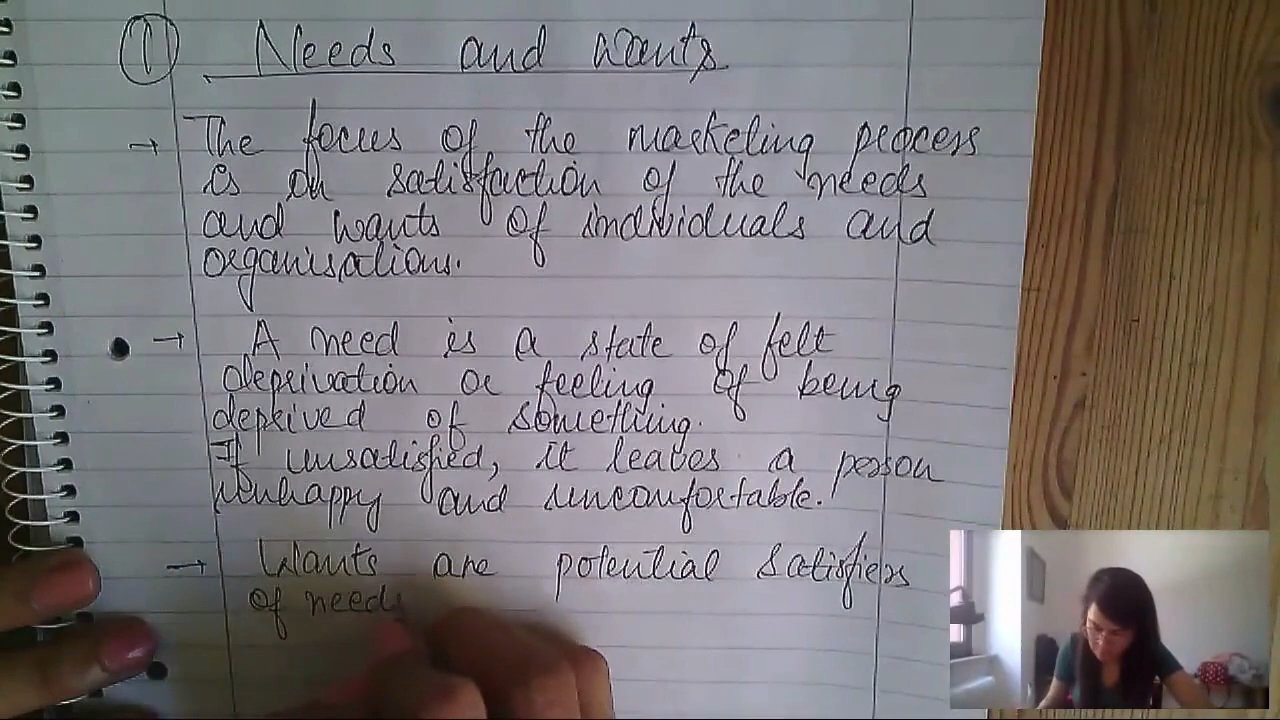 ① Needs and Wants
→ The focus of the marketing process
is on satisfaction of the needs
and wants of individuals and
organisations.
→ A need is a state of felt
deprivation or feeling of being
deprived of something.
If unsatisfied, it leaves a person
unhappy and uncomfortable.
→ Wants are potential satisfiers
of needs